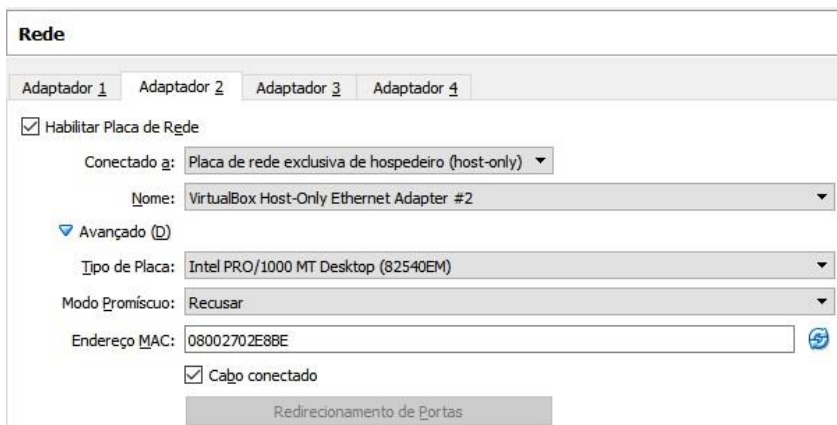 Rede
Adaptador 1 Adaptador 2 Adaptador 3 Adaptador 4
Habilitar Placa de Rede
Conectado a: Placa de rede exclusiva de hospedeiro (host-only)
Nome: VirtualBox Host-Only Ethernet Adapter #2
Avançado (D)
Tipo de Placa: Intel PRO/1000 MT Desktop (82540EM)
Modo Promíscuo: Recusar
Endereço MAC: 08002702E8BE
Cabo conectado
Redirecionamento de Portas